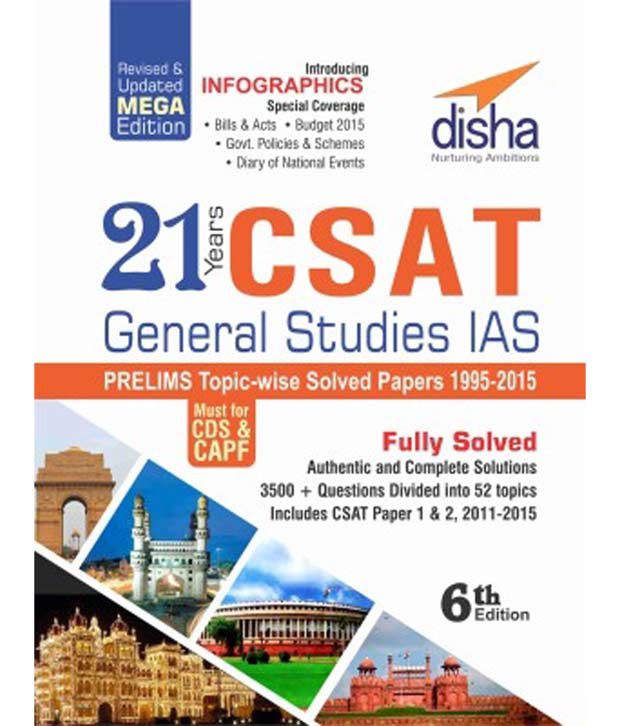 Revised &
Updated
MEGA
Edition
Introducing
INFOGRAPHICS
Special Coverage
• Bills & Acts • Budget 2015
• Govt. Policies & Schemes
• Diary of National Events
disha
Nurturing Ambitions
21 Years CSAT
General Studies IAS
PRELIMS Topic-wise Solved Papers 1995-2015
Must for
CDS &
CAPF
Fully Solved
Authentic and Complete Solutions
3500 + Questions Divided into 52 topics
Includes CSAT Paper 1 & 2, 2011-2015
6th
Edition